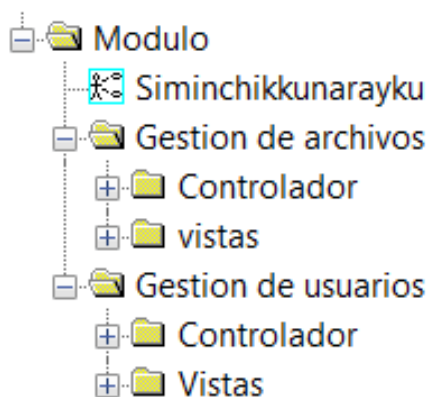 Modulo
Siminchikkunarayku
Gestion de archivos
Controlador
vistas
Gestion de usuarios
Controlador
Vistas